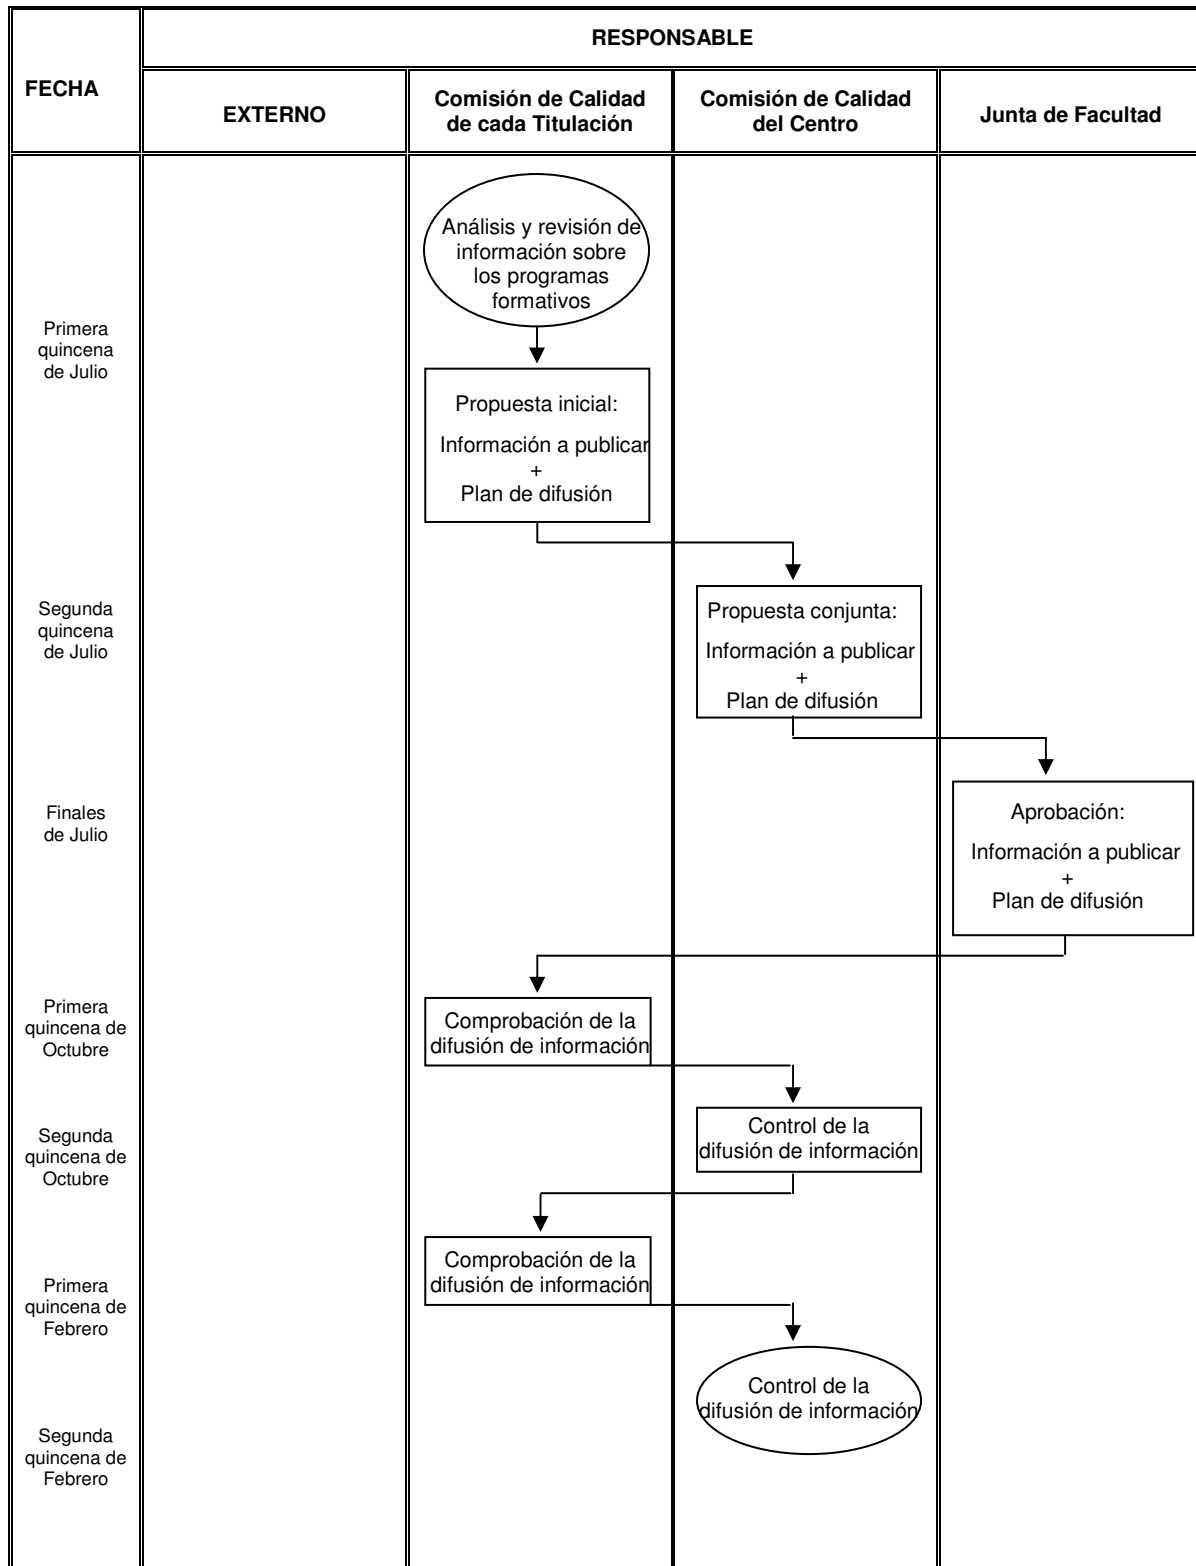 RESPONSABLE
FECHA
EXTERNO
Comisión de Calidad
de cada Titulación
Comisión de Calidad
del Centro
Junta de Facultad
Primera
quincena
de Julio
Análisis y revisión de
información sobre
los programas
formativos
Propuesta inicial:
Información a publicar
+
Plan de difusión
Segunda
quincena
de Julio
Propuesta conjunta:
Información a publicar
+
Plan de difusión
Finales
de Julio
Aprobación:
Información a publicar
+
Plan de difusión
Primera
quincena de
Octubre
Comprobación de la
difusión de información
Segunda
quincena de
Octubre
Control de la
difusión de información
Primera
quincena de
Febrero
Comprobación de la
difusión de información
Segunda
quincena de
Febrero
Control de la
difusión de información